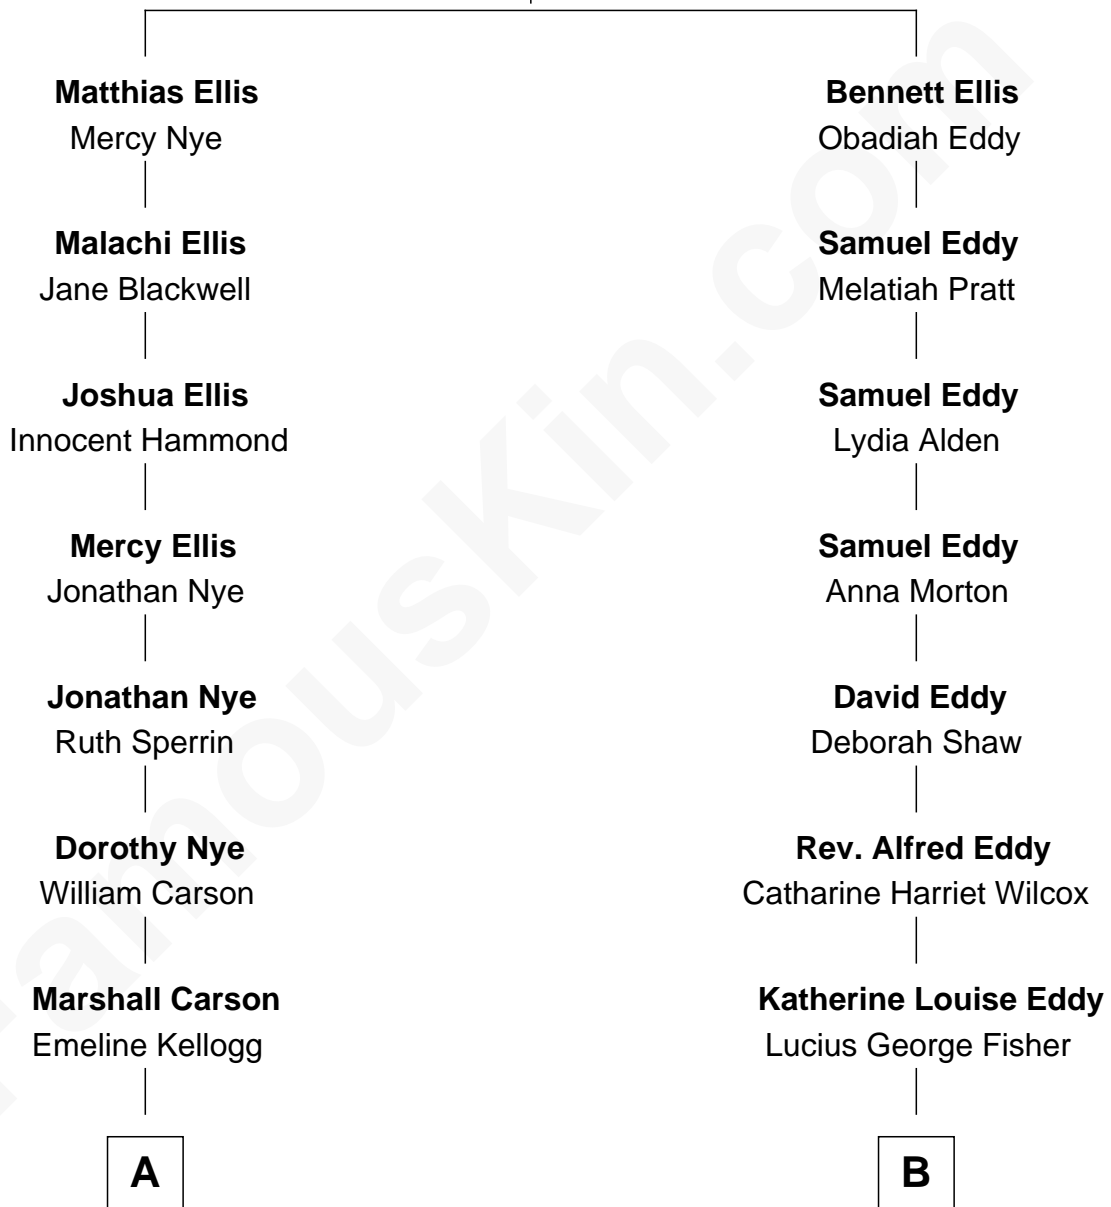 Matthias Ellis
Mercy Nye
Malachi Ellis
Jane Blackwell
Joshua Ellis
Innocent Hammond
Mercy Ellis
Jonathan Nye
Jonathan Nye
Ruth Sperrin
Dorothy Nye
William Carson
Marshall Carson
Emeline Kellogg
A
Bennett Ellis
Obadiah Eddy
Samuel Eddy
Melatiah Pratt
Samuel Eddy
Lydia Alden
Samuel Eddy
Anna Morton
David Eddy
Deborah Shaw
Rev. Alfred Eddy
Catharine Harriet Wilcox
Katherine Louise Eddy
Lucius George Fisher
B
FamousKin.com